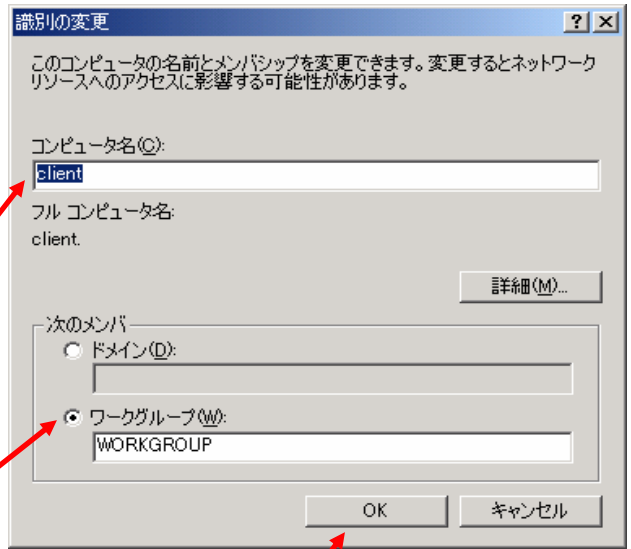 識別の変更
このコンピュータの名前とメンバシップを変更できます。変更するとネットワーク
リソースへのアクセスに影響する可能性があります。
コンピュータ名(C):
client
フル コンピュータ名:
client.
詳細(M)...
次のメンバ
ドメイン(D):
ワークグループ(W):
WORKGROUP
OK
キャンセル